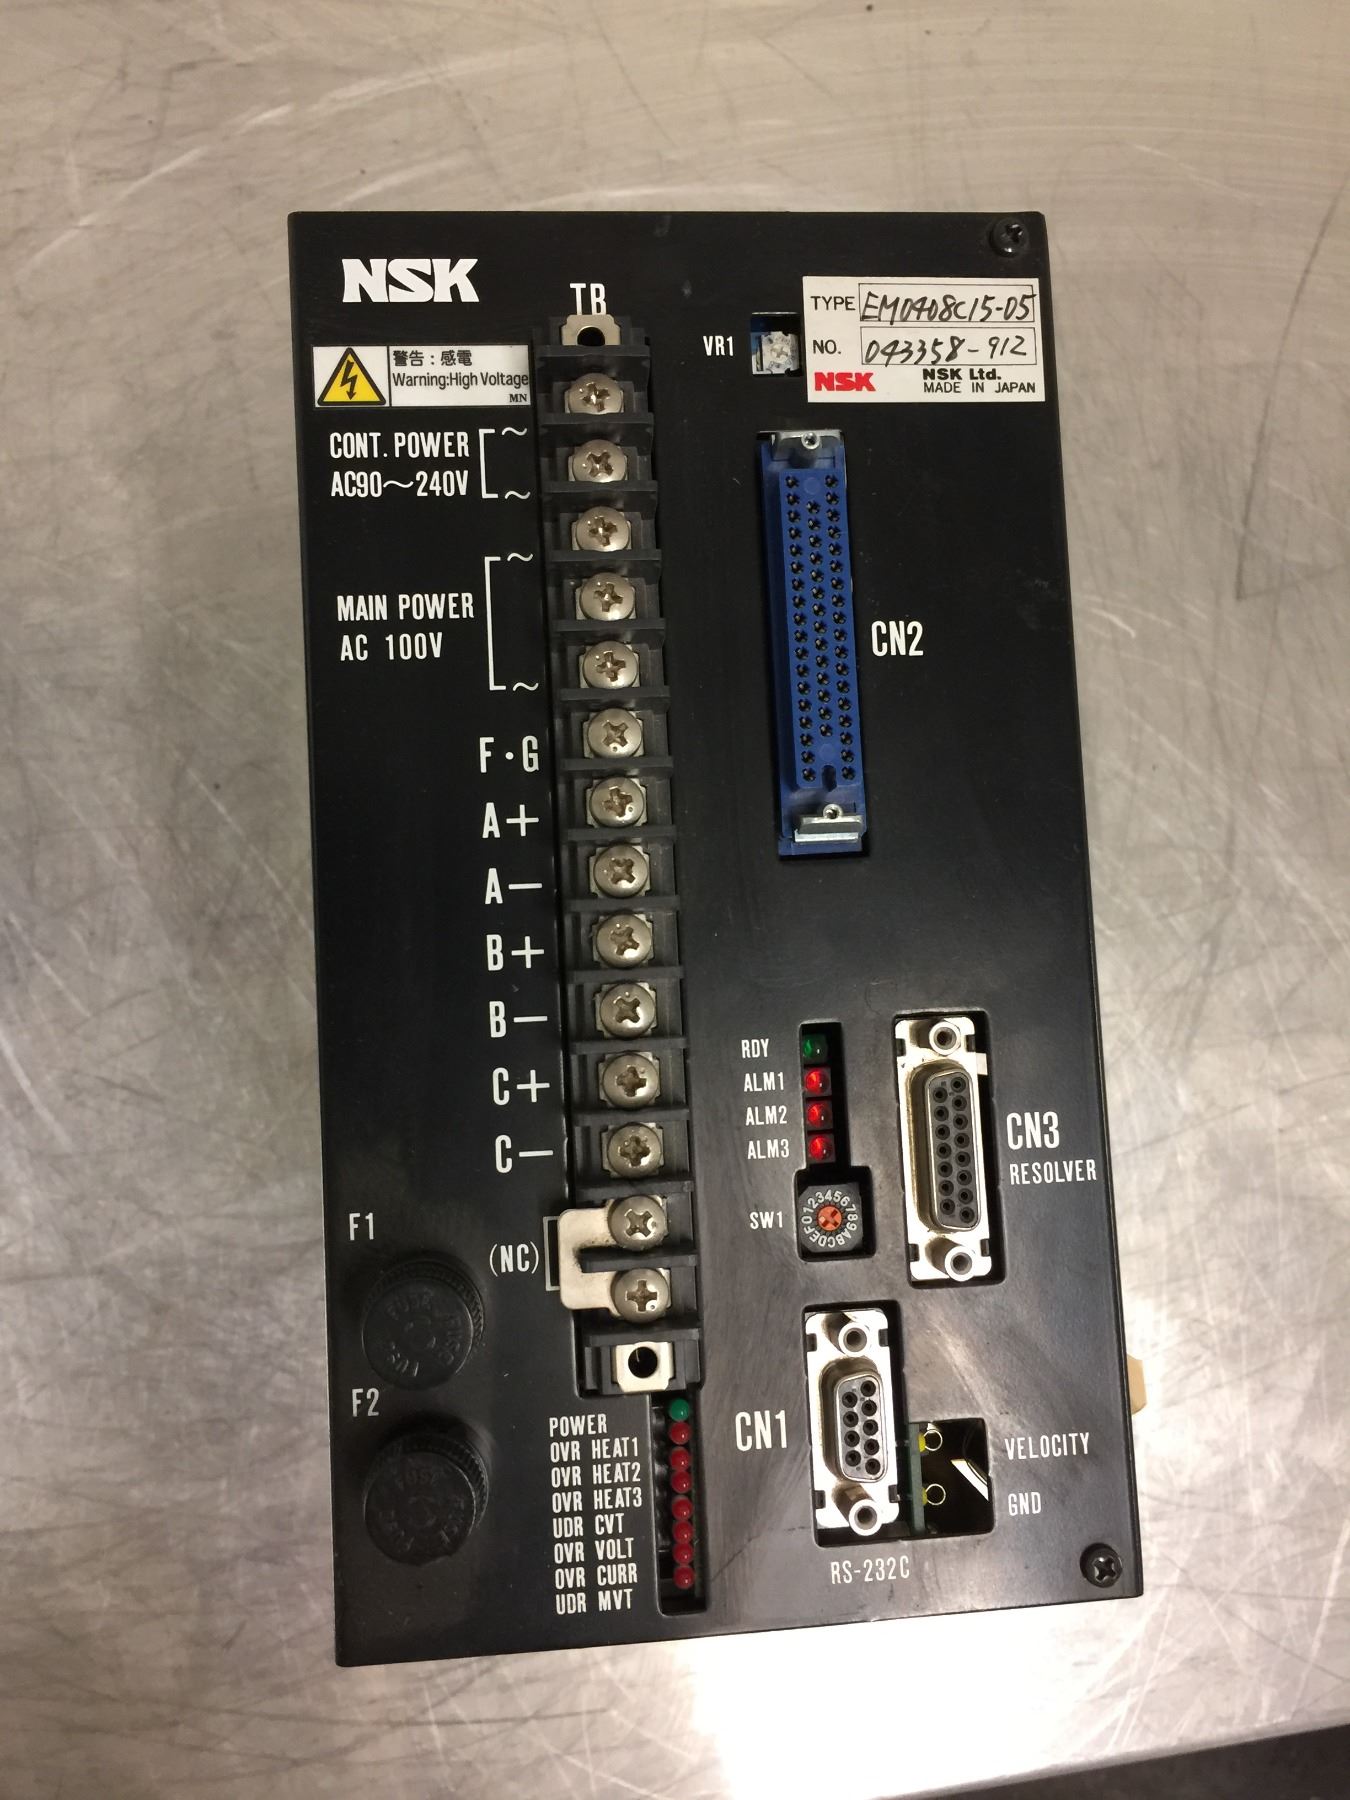 NSK
TB
警告：感電
Warning:High Voltage
MN
VR1
TYPE EM0408C15-05
NO. 043358-912
NSK NSK Ltd.
MADE IN JAPAN
CONT. POWER
AC90～240V
~
~
MAIN POWER
AC 100V
~
~
CN2
F·G
A+
A−
B+
B−
C+
C−
(NC)
RDY
ALM1
ALM2
ALM3
SW1
0123456789ABCDEF
CN3
RESOLVER
F1
FUSE
F2
POWER
OVR HEAT1
OVR HEAT2
OVR HEAT3
UDR CVT
OVR VOLT
OVR CURR
UDR MVT
CN1
RS-232C
VELOCITY
GND